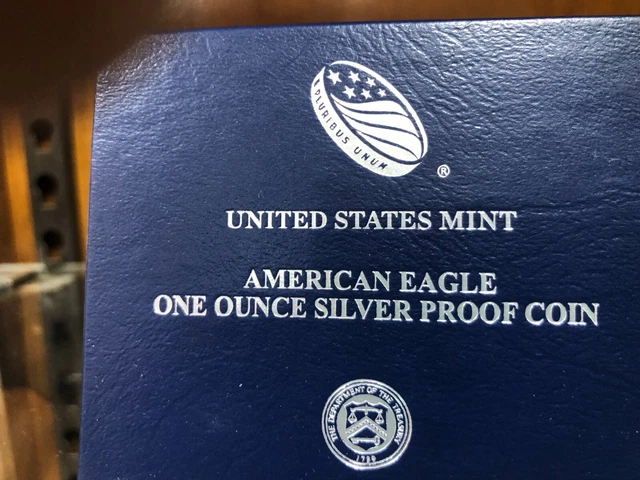 PLURIBUS UNUM
®
UNITED STATES MINT
AMERICAN EAGLE
ONE OUNCE SILVER PROOF COIN
THE DEPARTMENT OF THE TREASURY
1789